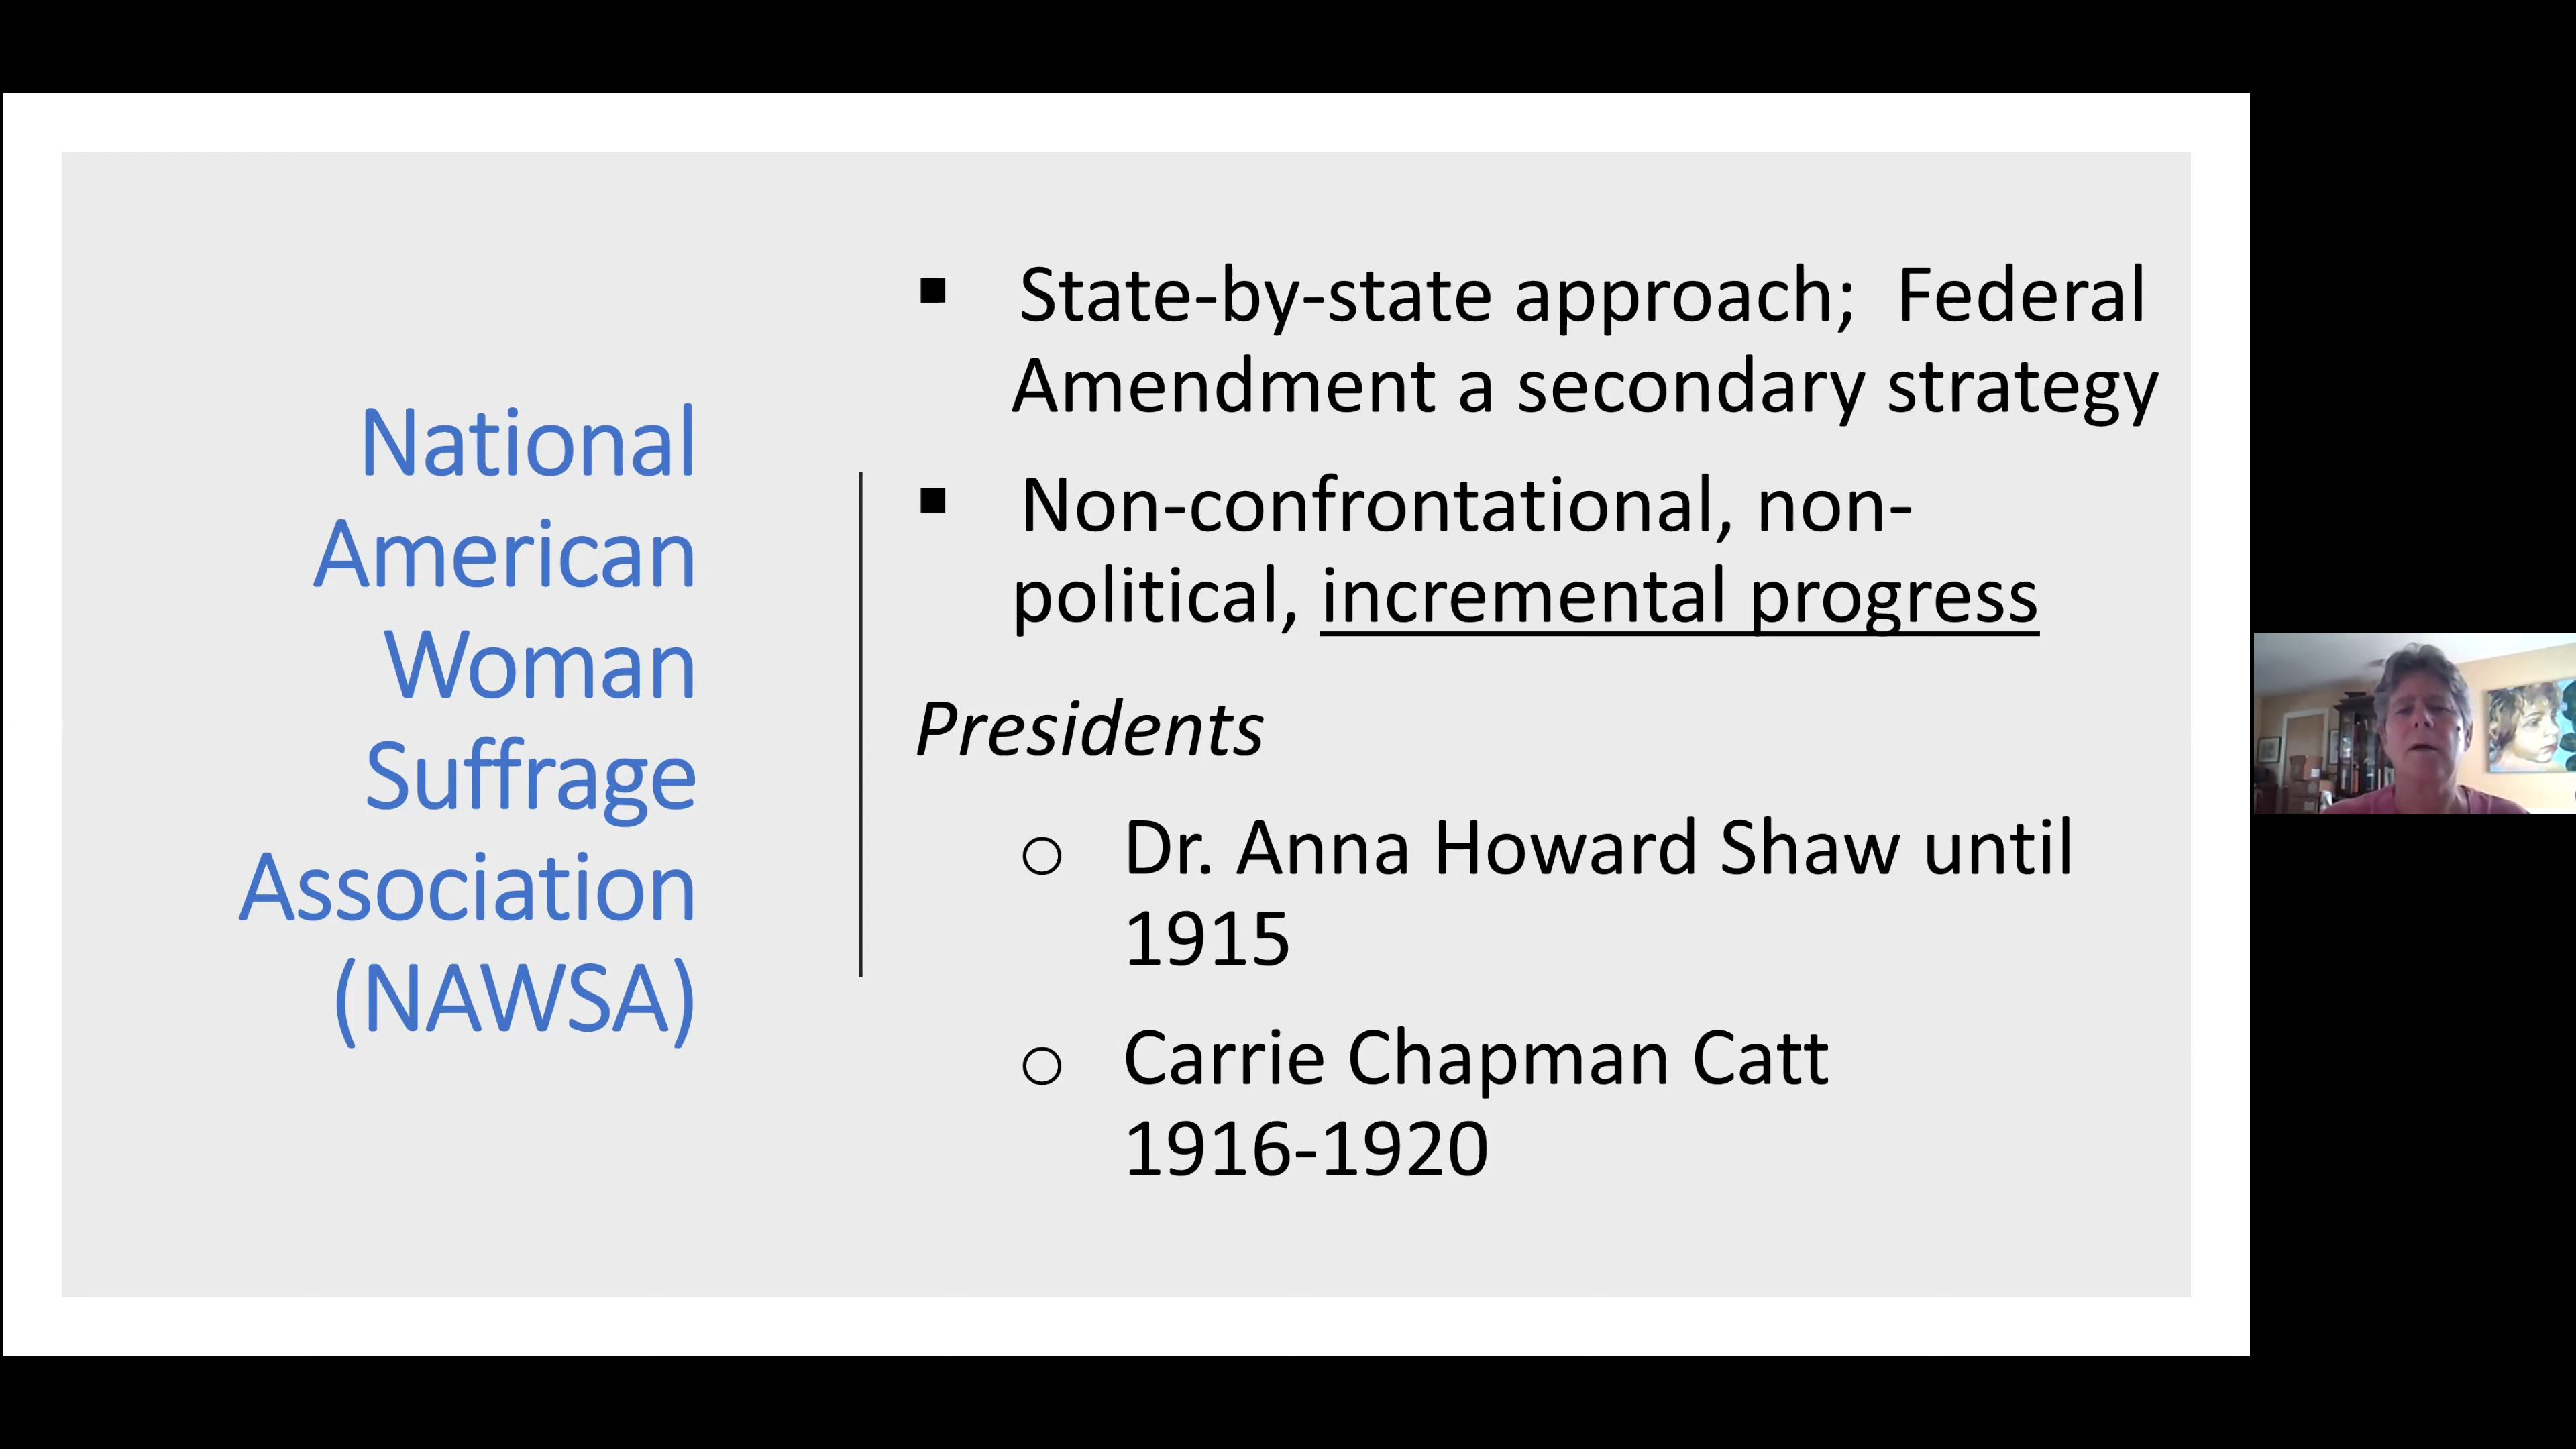 National
American
Woman
Suffrage
Association
(NAWSA)
▪ State-by-state approach; Federal
Amendment a secondary strategy
▪ Non-confrontational, non-
political, incremental progress
Presidents
o Dr. Anna Howard Shaw until
1915
o Carrie Chapman Catt
1916-1920